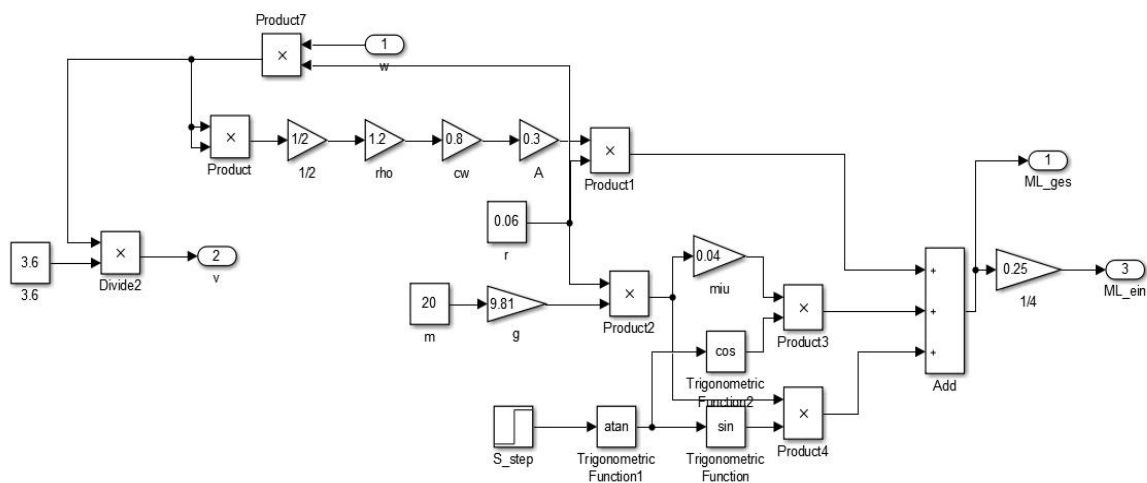 Product7
×
1
w
×
Product
1/2
1/2
1.2
rho
0.8
cw
0.3
A
×
Product1
1
ML_ges
0.06
r
3.6
3.6
×
Divide2
2
v
20
m
9.81
g
×
Product2
0.04
miu
×
Product3
+
+
+
Add
0.25
1/4
3
ML_ein
cos
Trigonometric
Function2
S_step
atan
Trigonometric
Function1
sin
Trigonometric
Function
×
Product4